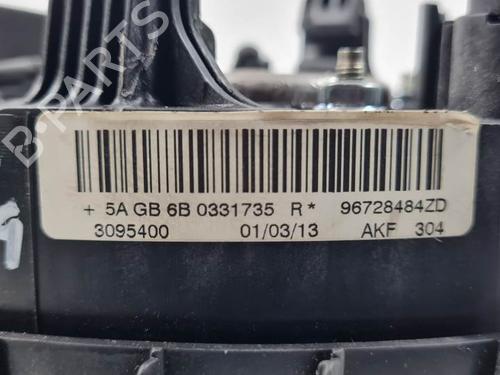 B-PARTS
+ 5A GB 6B 0331735 R* 96728484ZD
3095400 01/03/13 AKF 304